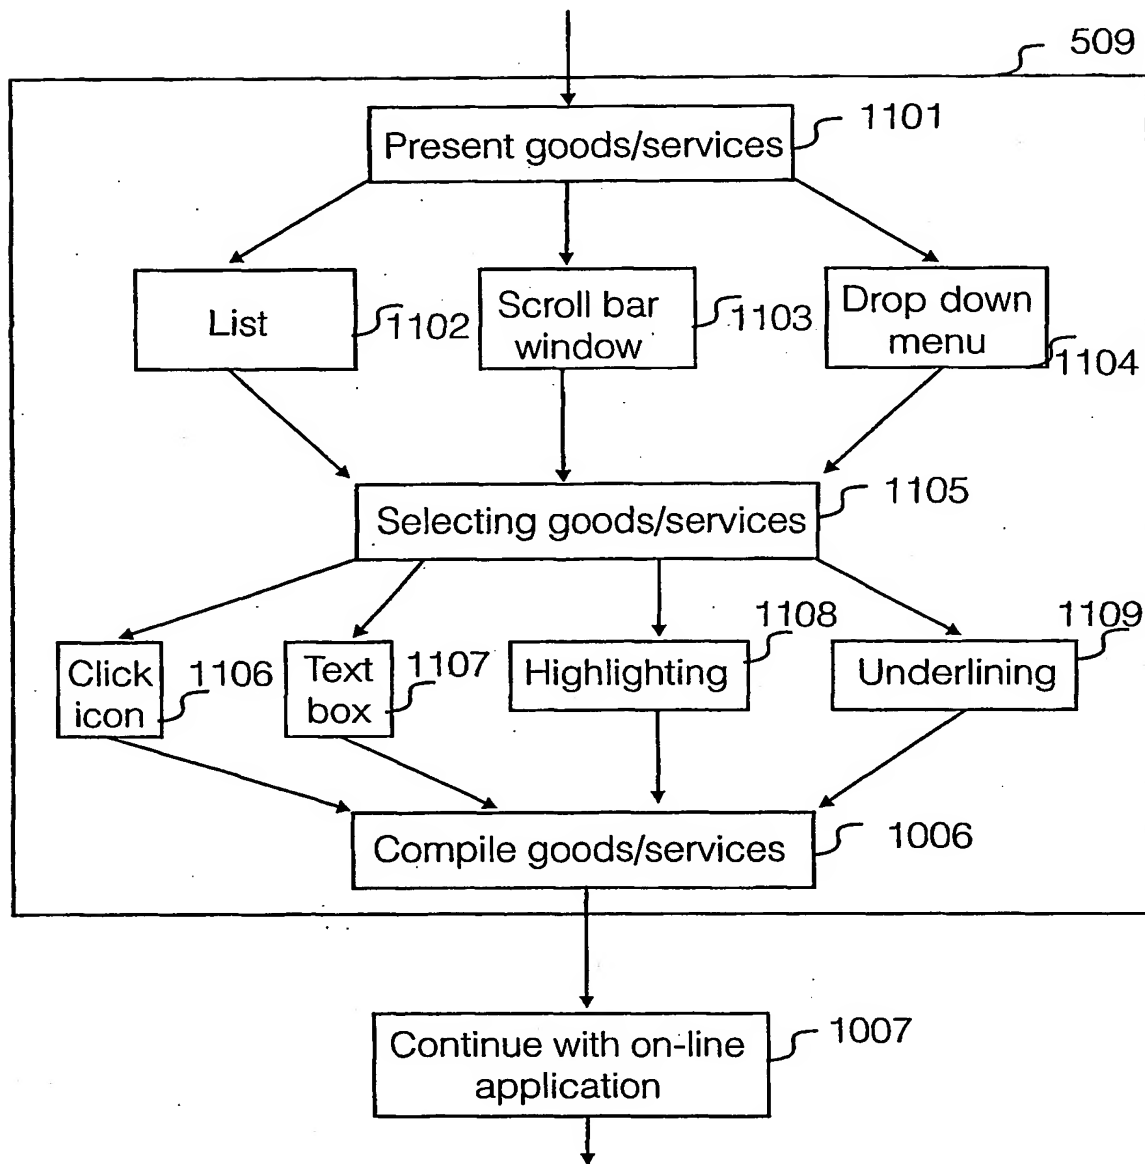 509
Present goods/services
1101
List
1102
Scroll bar
window
1103
Drop down
menu
1104
Selecting goods/services
1105
Click
icon
1106
Text
box
1107
Highlighting
1108
Underlining
1109
Compile goods/services
1006
Continue with on-line
application
1007